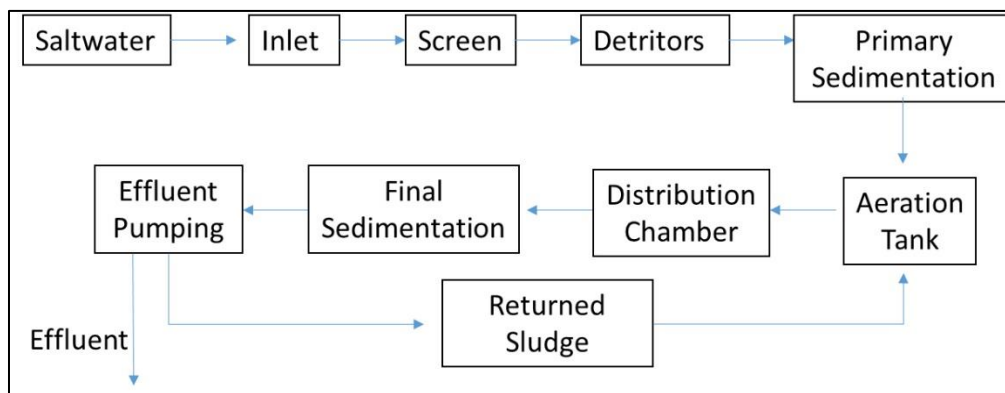 Saltwater
Inlet
Screen
Detritors
Primary
Sedimentation
Effluent
Pumping
Final
Sedimentation
Distribution
Chamber
Aeration
Tank
Returned
Sludge
Effluent